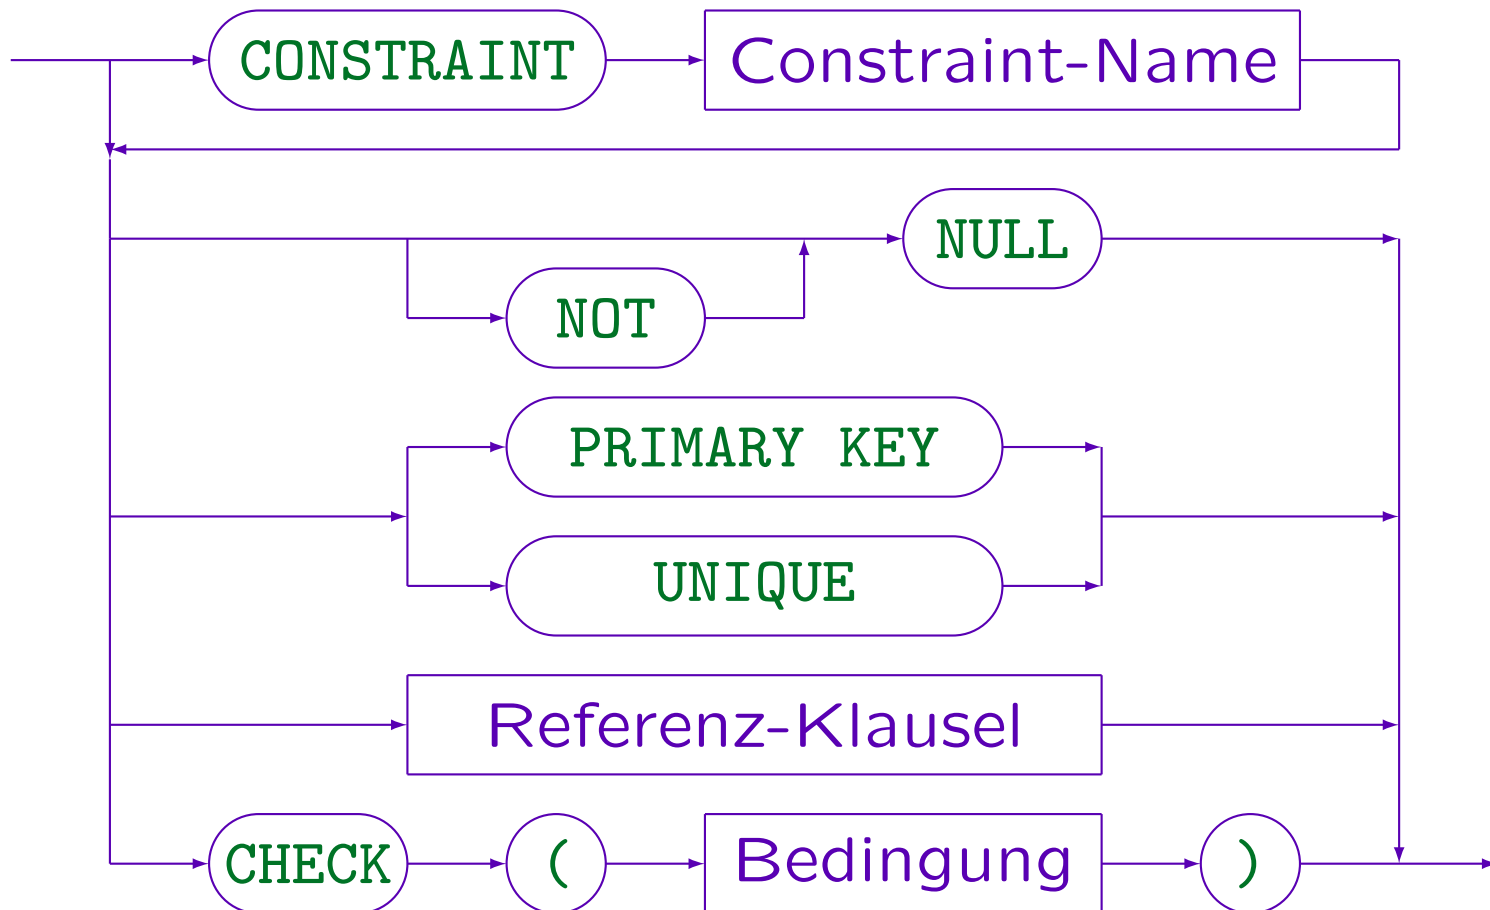 CONSTRAINT Constraint-Name
NULL
NOT
PRIMARY KEY
UNIQUE
Referenz-Klausel
CHECK ( Bedingung )